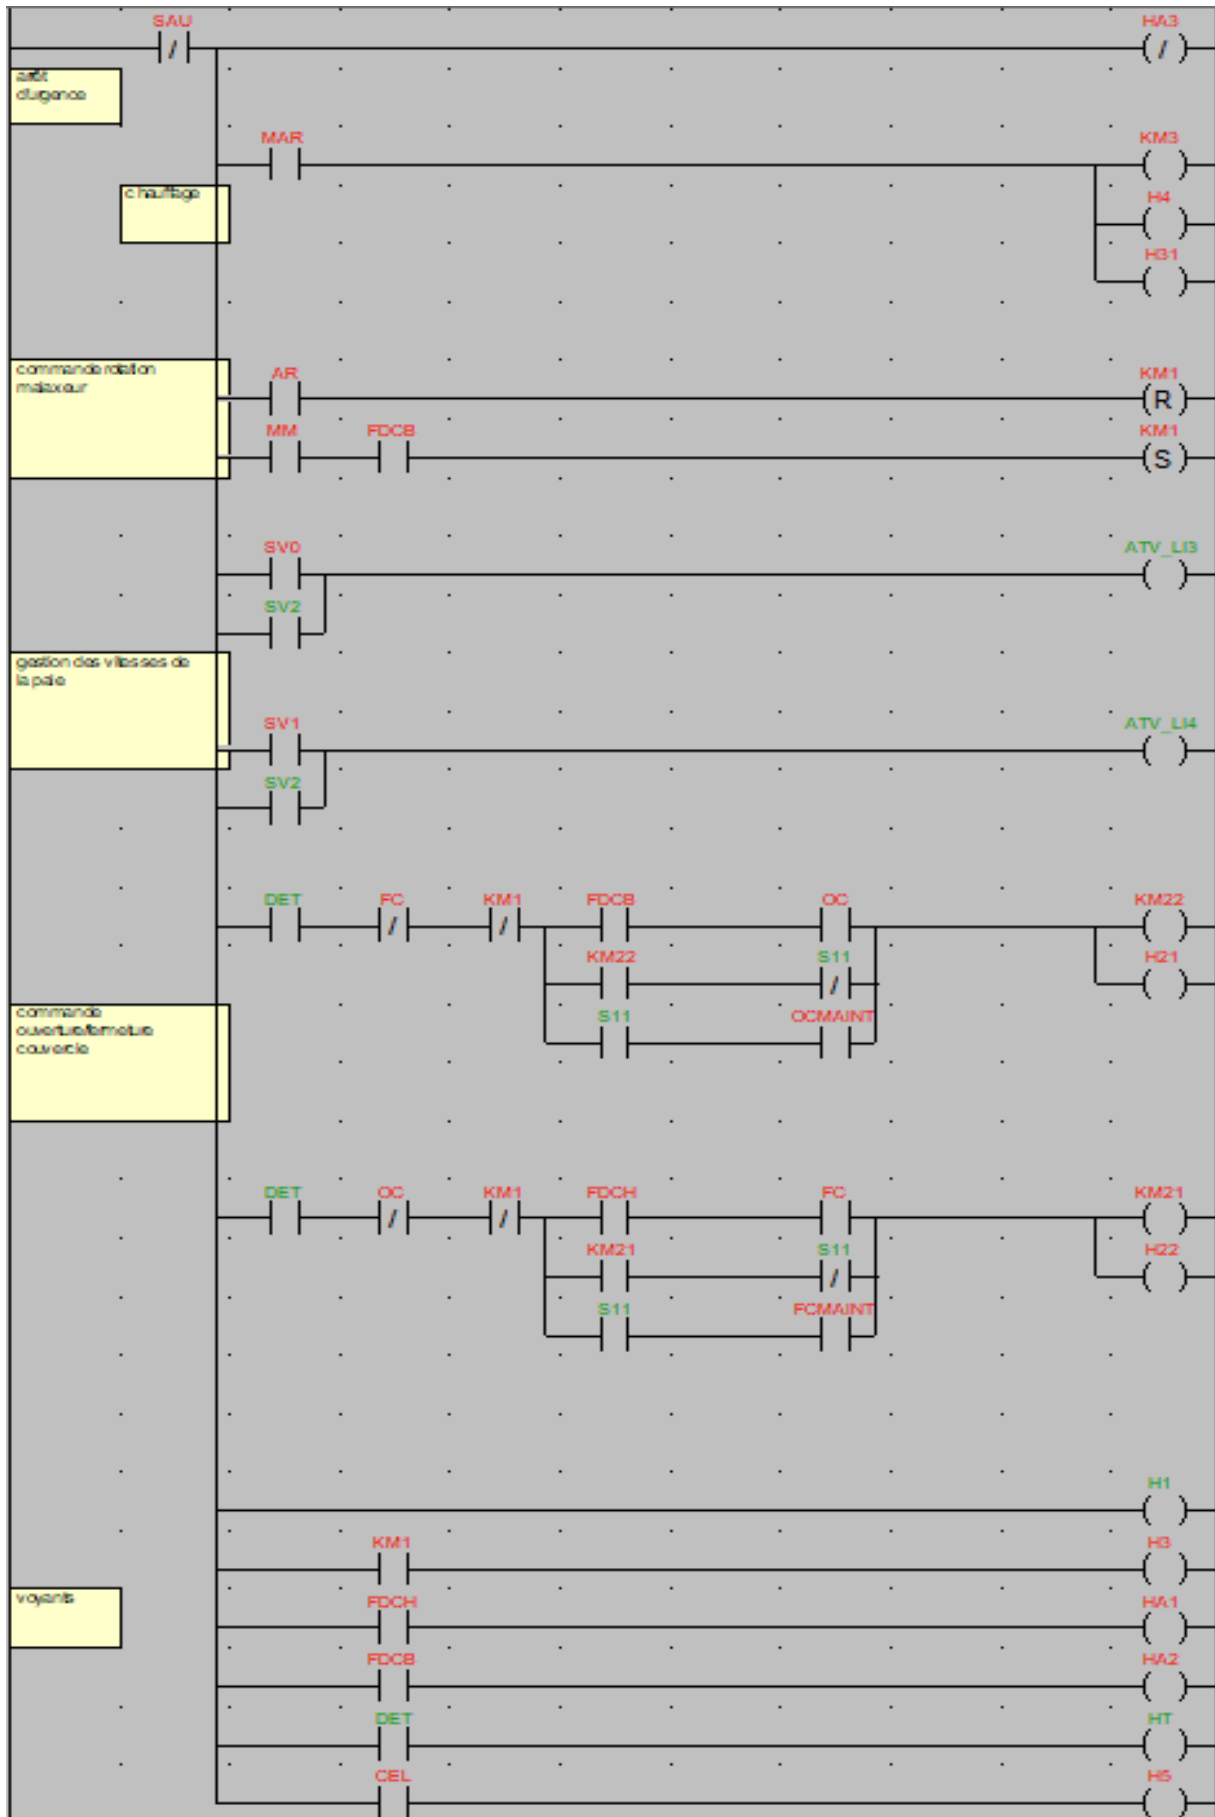 SAU HA3
/ /
arrêt
d'urgence
MAR KM3
chauffage
H4
H31
commande rotation
malaxeur
AR KM1
R
MM FDCB KM1
S
SV0 ATV_LI3
SV2
gestion des vitesses de
la pale
SV1 ATV_LI4
SV2
DET FC KM1 FDCB OC KM22
/ /
KM22 S11 H21
/
S11 OCMAINT
commande
ouverture/fermeture
couvercle
DET OC KM1 FDCH FC KM21
/ /
KM21 S11 H22
/
S11 FCMAINT
H1
KM1 H3
voyants
FDCH HA1
FDCB HA2
DET HT
CEL H5